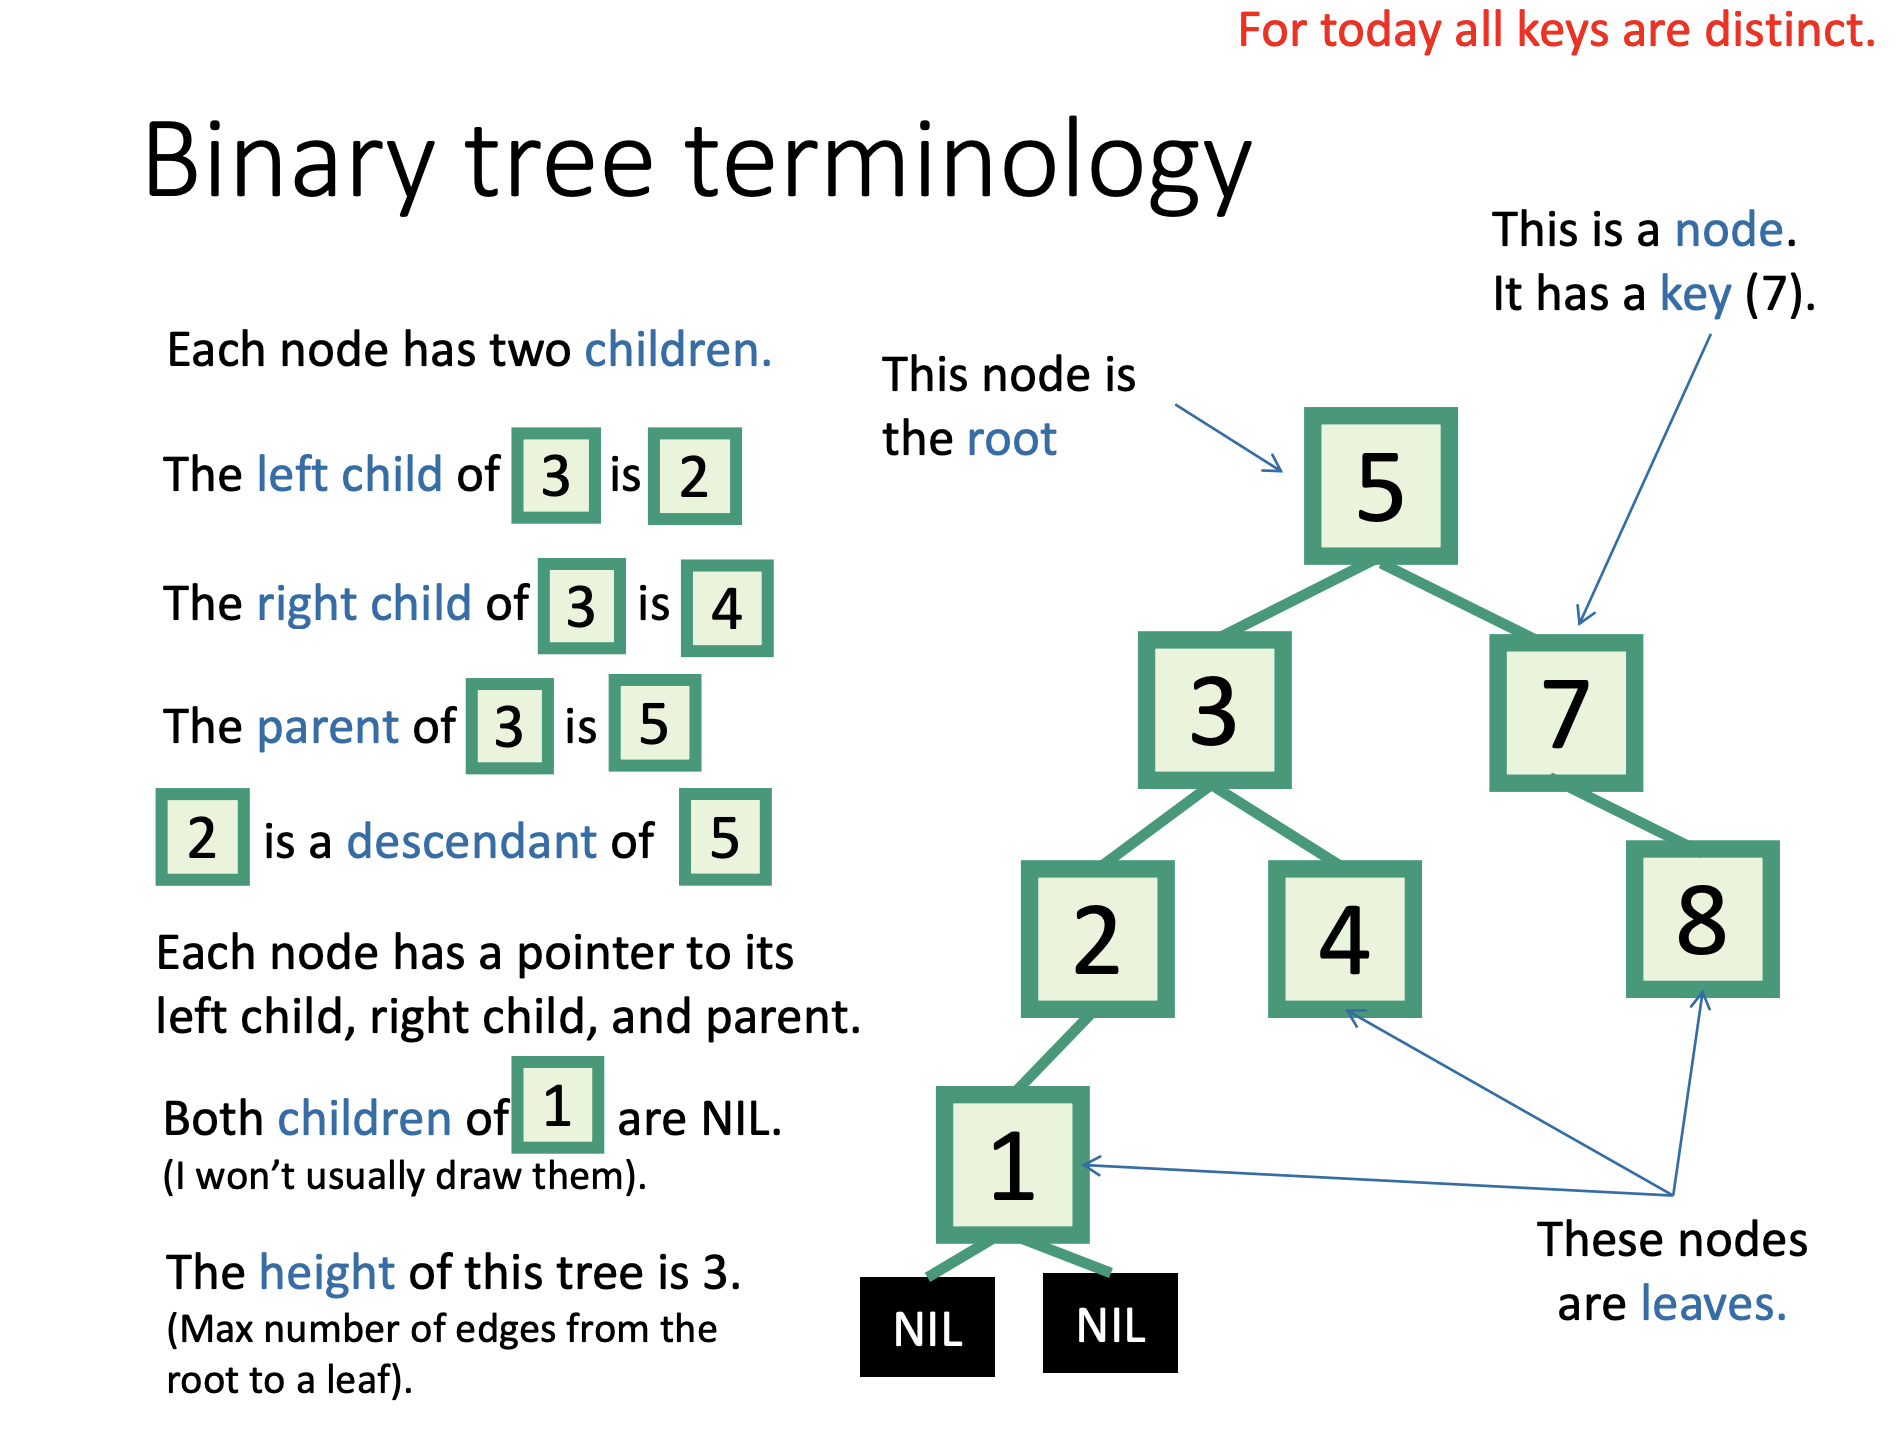 For today all keys are distinct.
Binary tree terminology
Each node has two children.
The left child of 3 is 2
The right child of 3 is 4
The parent of 3 is 5
2 is a descendant of 5
Each node has a pointer to its
left child, right child, and parent.
Both children of 1 are NIL.
(I won’t usually draw them).
The height of this tree is 3.
(Max number of edges from the
root to a leaf).
This node is
the root
This is a node.
It has a key (7).
5
3
7
2
4
8
1
NIL
NIL
These nodes
are leaves.